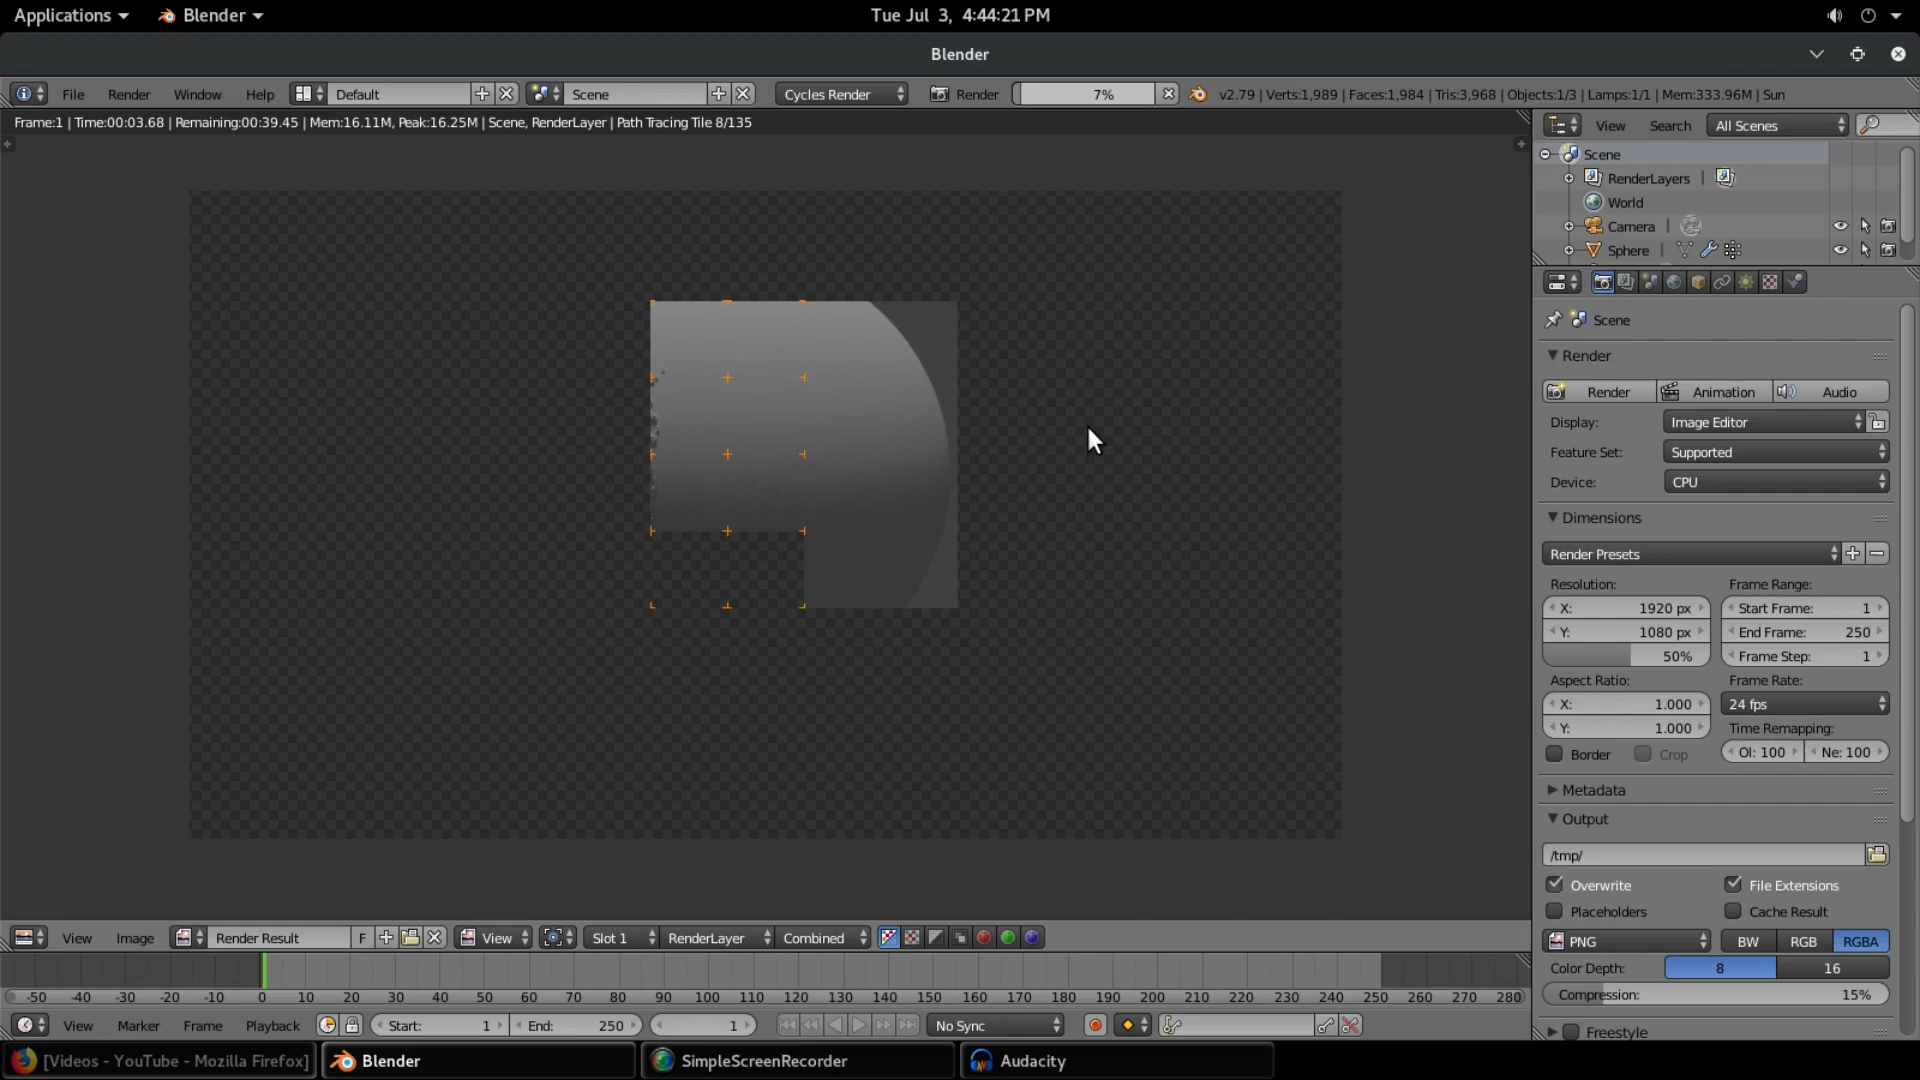 Applications Blender Tue Jul 3, 4:44:21 PM
Blender
File Render Window Help Default Scene Cycles Render Render 7% v2.79 | Verts:1,989 | Faces:1,984 | Tris:3,968 | Objects:1/3 | Lamps:1/1 | Mem:333.96M | Sun
Frame:1 | Time:00:03.68 | Remaining:00:39.45 | Mem:16.11M, Peak:16.25M | Scene, RenderLayer | Path Tracing Tile 8/135
View Search All Scenes
Scene
RenderLayers |
World
Camera |
Sphere |
Scene
Render
Render Animation Audio
Display: Image Editor
Feature Set: Supported
Device: CPU
Dimensions
Render Presets
Resolution: Frame Range:
X: 1920 px Start Frame: 1
Y: 1080 px End Frame: 250
50% Frame Step: 1
Aspect Ratio: Frame Rate:
X: 1.000 24 fps
Y: 1.000 Time Remapping:
Border Crop Ol: 100 Ne: 100
Metadata
Output
/tmp/
Overwrite File Extensions
Placeholders Cache Result
PNG BW RGB RGBA
Color Depth: 8 16
Compression: 15%
Freestyle
View Image Render Result F View Slot 1 RenderLayer Combined
-50 -40 -30 -20 -10 0 10 20 30 40 50 60 70 80 90 100 110 120 130 140 150 160 170 180 190 200 210 220 230 240 250 260 270 280
View Marker Frame Playback Start: 1 End: 250 1 No Sync
[Videos - YouTube - Mozilla Firefox] Blender SimpleScreenRecorder Audacity